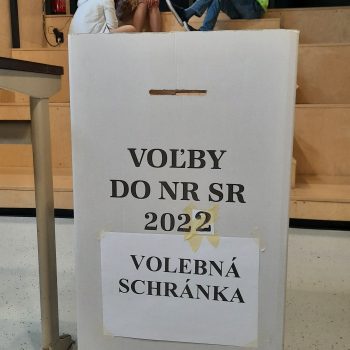 VOĽBY
DO NR SR
2022
VOLEBNÁ
SCHRÁNKA